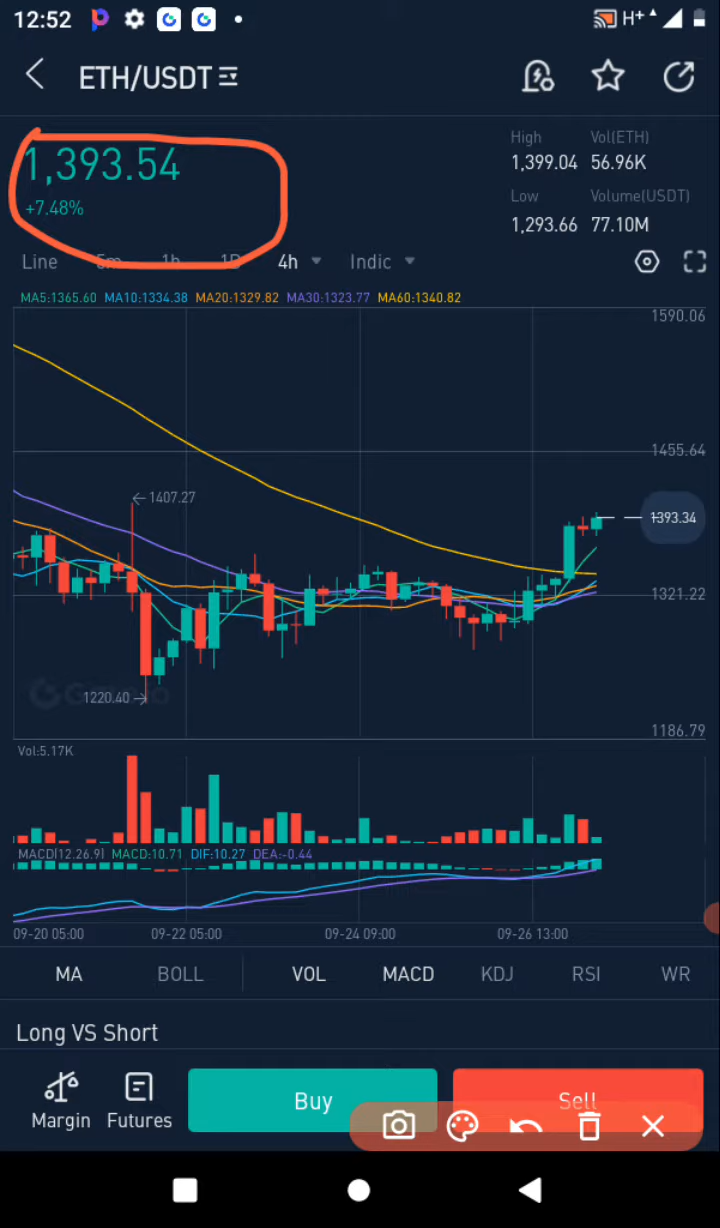 12:52 H+
ETH/USDT
1,393.54
+7.48%
High Vol(ETH)
1,399.04 56.96K
Low Volume(USDT)
1,293.66 77.10M
Line 5m 1h 1D 4h Indic
MA5:1365.60 MA10:1334.38 MA20:1329.82 MA30:1323.77 MA60:1340.82
1590.06
1455.64
1407.27
1393.34
1321.22
1220.40
1186.79
Vol:5.17K
MACD[12.26.9] MACD:10.71 DIF:10.27 DEA:-0.44
09-20 05:00 09-22 05:00 09-24 09:00 09-26 13:00
MA BOLL VOL MACD KDJ RSI WR
Long VS Short
Margin Futures Buy Sell